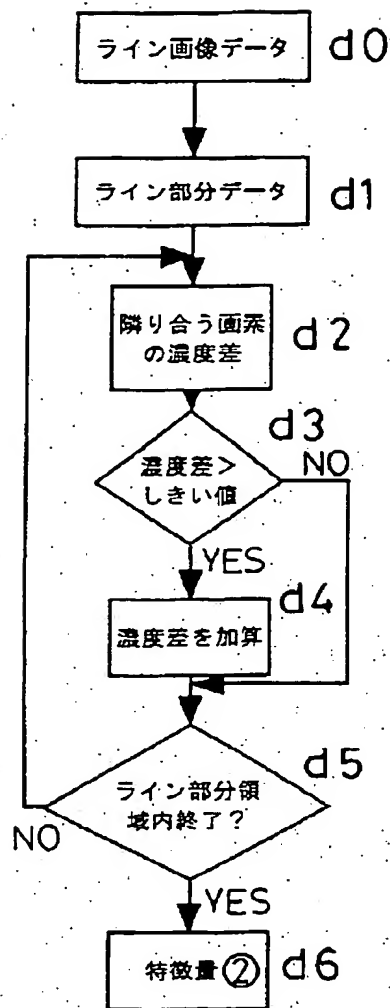 ライン画像データ d0
ライン部分データ d1
隣り合う画素
の濃度差
d2
d3
濃度差>
しきい値
NO
YES
d4
濃度差を加算
d5
ライン部分領
域内終了?
NO
YES
特徴量② d6